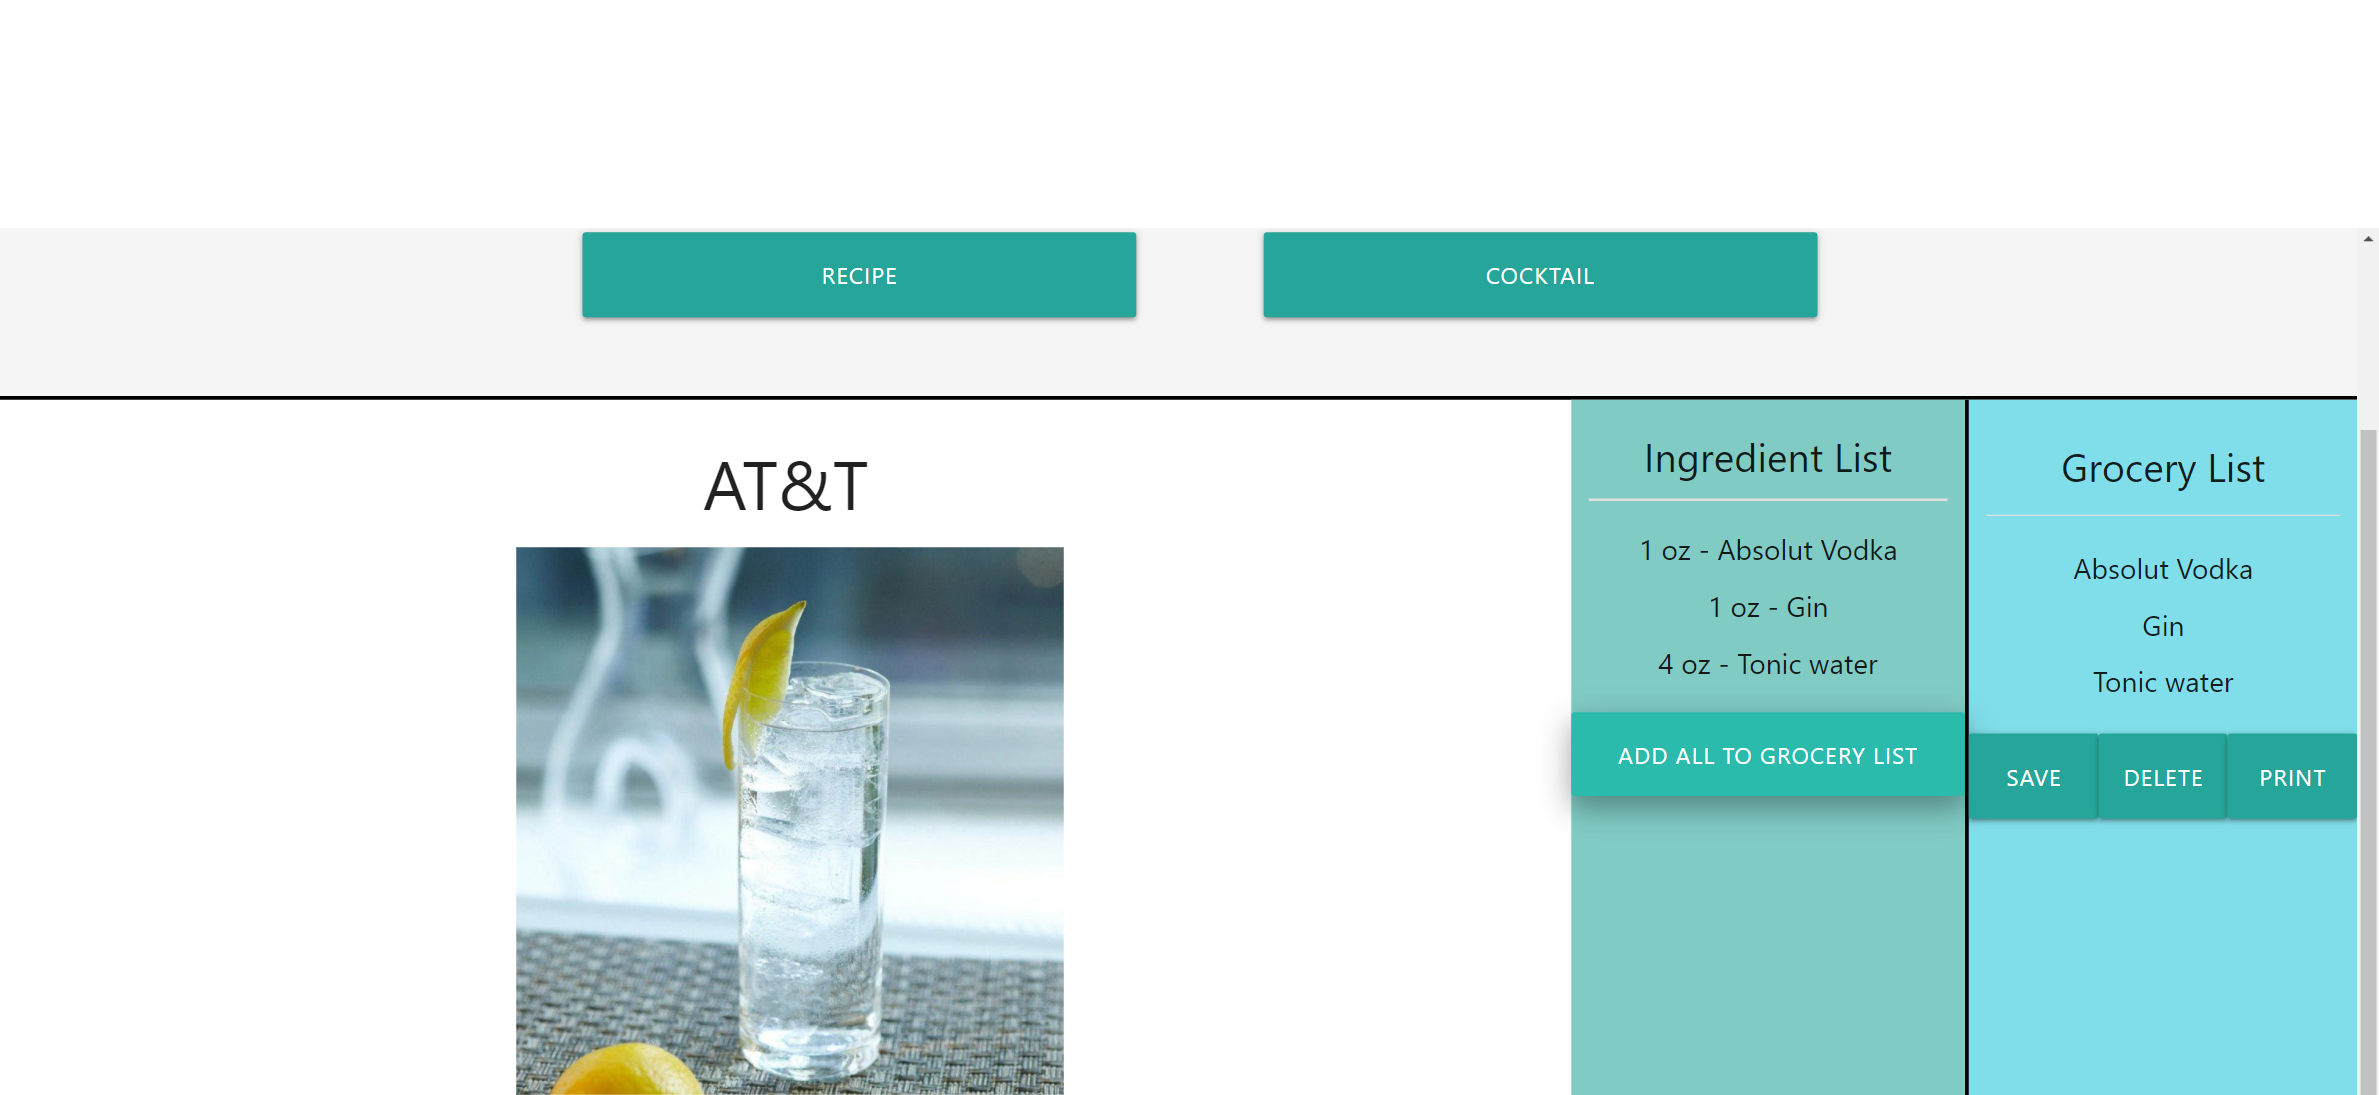 RECIPE
COCKTAIL
AT&T
Ingredient List
1 oz - Absolut Vodka
1 oz - Gin
4 oz - Tonic water
ADD ALL TO GROCERY LIST
Grocery List
Absolut Vodka
Gin
Tonic water
SAVE
DELETE
PRINT